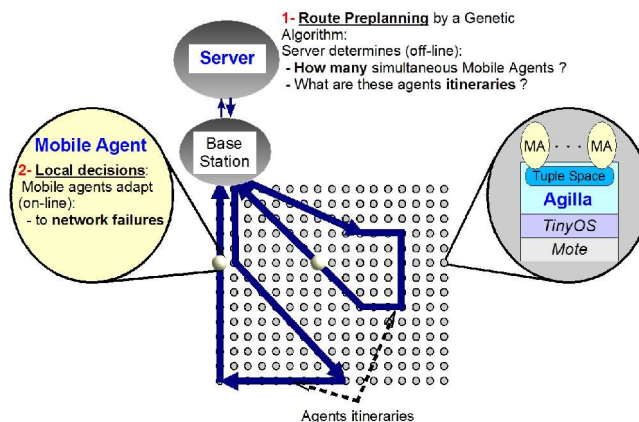 1- Route Preplanning by a Genetic
Algorithm:
Server determines (off-line):
- How many simultaneous Mobile Agents ?
- What are these agents itineraries ?
Server
Base
Station
Mobile Agent
2- Local decisions:
Mobile agents adapt
(on-line):
- to network failures
MA · · · MA
Tuple Space
Agilla
TinyOS
Mote
Agents itineraries